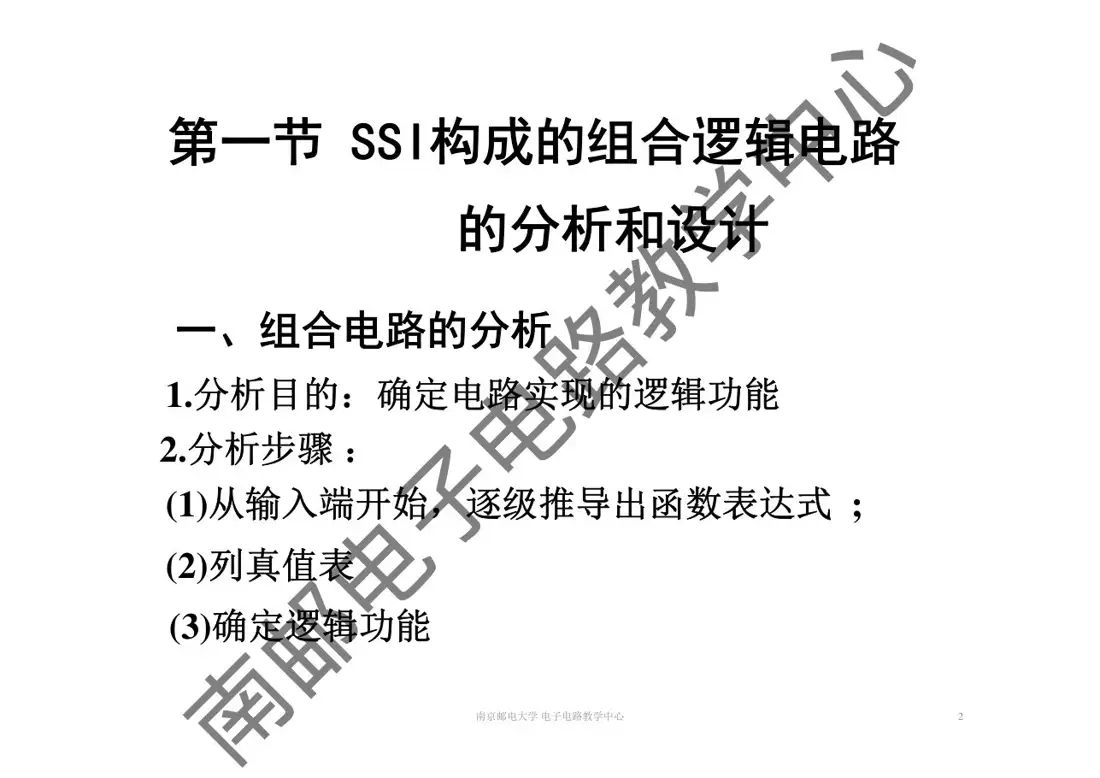 第一节 SSI构成的组合逻辑电路
的分析和设计
一、组合电路的分析
1.分析目的：确定电路实现的逻辑功能
2.分析步骤：
(1)从输入端开始，逐级推导出函数表达式 ；
(2)列真值表
(3)确定逻辑功能
南邮电子电路教学中心
南京邮电大学 电子电路教学中心 2